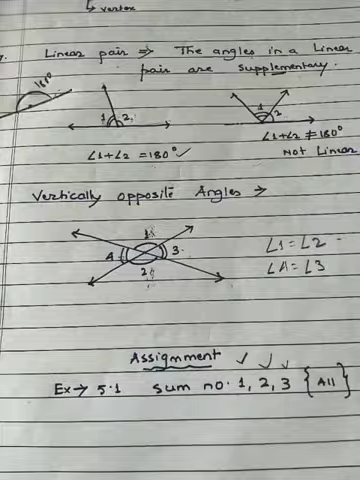 ↳ vertex
Linear pair ⇒ The angles in a Linear
pair are supplementary.
180°
1 2
1 2
∠1+∠2 = 180° ✓
∠1+∠2 ≠ 180°
Not Linear
Vertically opposite Angles →
1
4 3
2
∠1 = ∠2
∠4 = ∠3
Assignment ✓ ✓ ✓
Ex → 5.1 sum no. 1, 2, 3 {All}